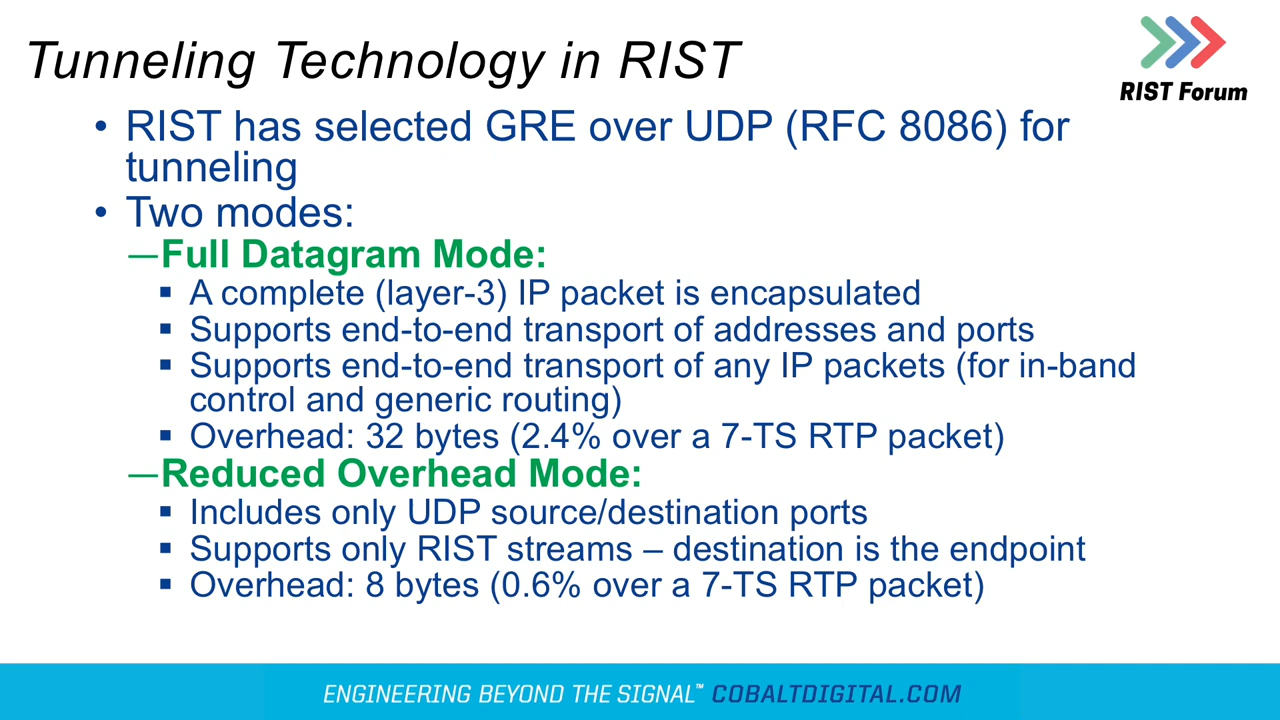 Tunneling Technology in RIST
RIST Forum
• RIST has selected GRE over UDP (RFC 8086) for
tunneling
• Two modes:
—Full Datagram Mode:
▪ A complete (layer-3) IP packet is encapsulated
▪ Supports end-to-end transport of addresses and ports
▪ Supports end-to-end transport of any IP packets (for in-band
control and generic routing)
▪ Overhead: 32 bytes (2.4% over a 7-TS RTP packet)
—Reduced Overhead Mode:
▪ Includes only UDP source/destination ports
▪ Supports only RIST streams – destination is the endpoint
▪ Overhead: 8 bytes (0.6% over a 7-TS RTP packet)
ENGINEERING BEYOND THE SIGNAL™ COBALTDIGITAL.COM